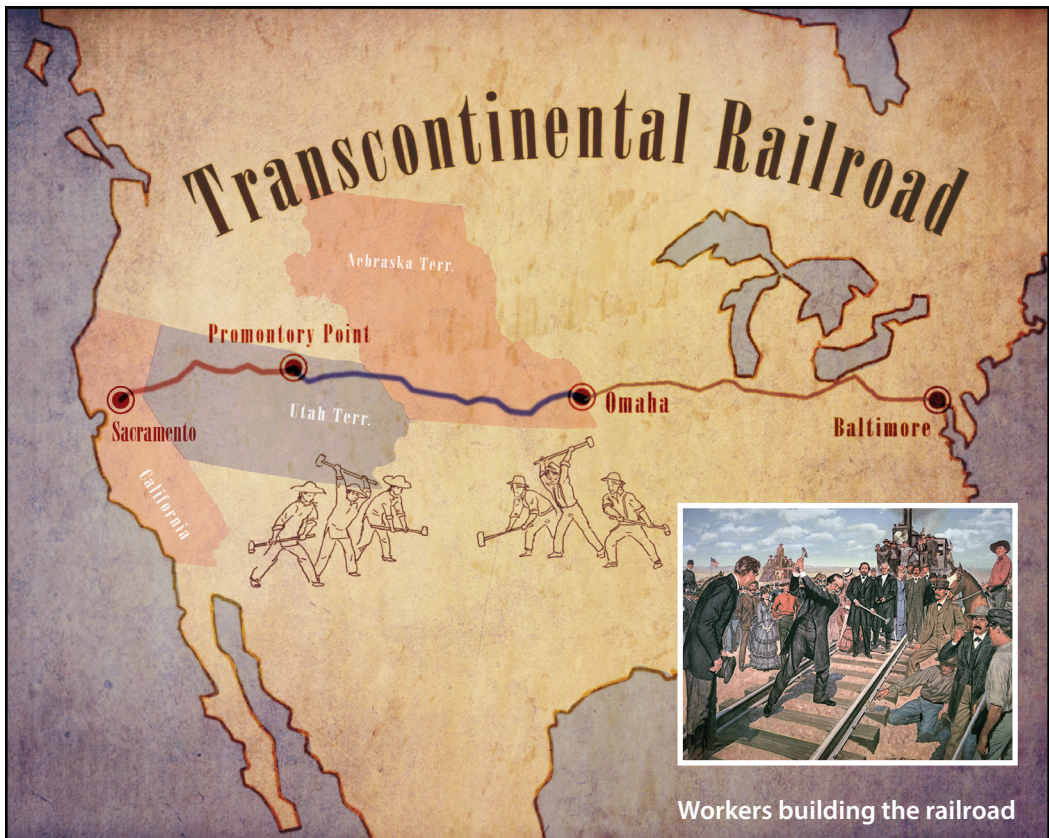 Transcontinental Railroad
Nebraska Terr.
Promontory Point
Utah Terr.
Omaha
Sacramento
Baltimore
California
Workers building the railroad